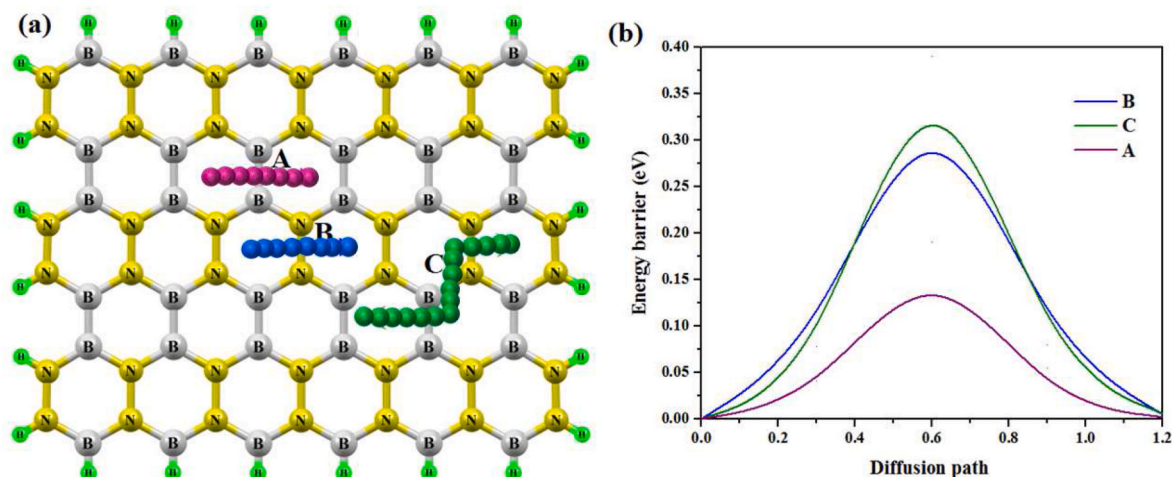 (a)
H H H H H H
B B B B B B
H N N N N N N N H
H N N N N N N N H
B B B B B B
A
B B B B B B
H N N N N N N N H
B
C
H N N N N N N N H
B B B B B B
B B B B B B
H N N N N N N N H
H N N N N N N N H
B B B B B B
H H H H H H
(b)
Energy barrier (eV)
0.40
0.35
0.30
0.25
0.20
0.15
0.10
0.05
0.00
B
C
A
0.0 0.2 0.4 0.6 0.8 1.0 1.2
Diffusion path